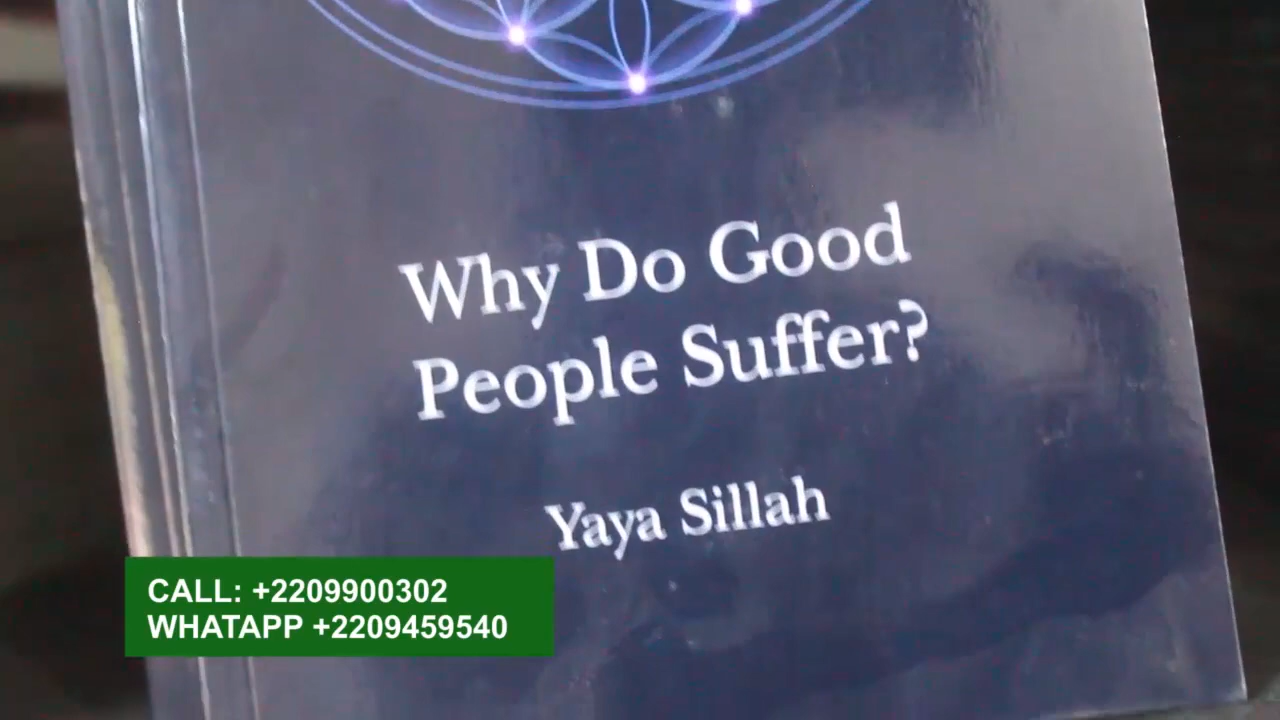 Why Do Good
People Suffer?
Yaya Sillah
CALL: +2209900302
WHATAPP +2209459540